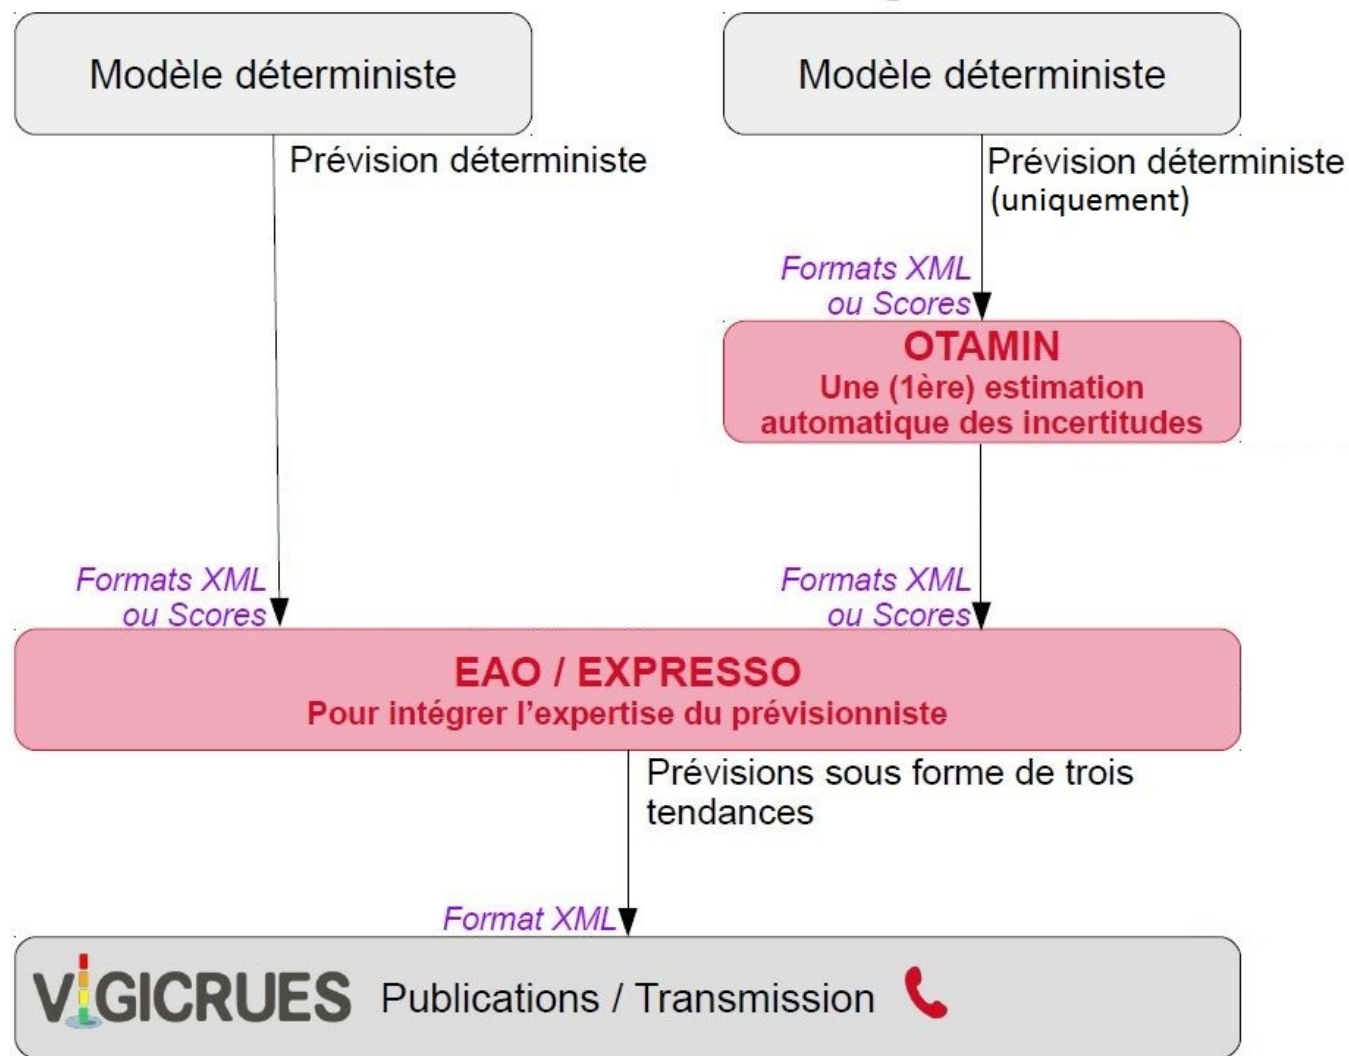 Modèle déterministe
Modèle déterministe
Prévision déterministe
Prévision déterministe
(uniquement)
Formats XML
ou Scores
OTAMIN
Une (1ère) estimation
automatique des incertitudes
Formats XML
ou Scores
Formats XML
ou Scores
EAO / EXPRESSO
Pour intégrer l'expertise du prévisionniste
Prévisions sous forme de trois
tendances
Format XML
VIGICRUES Publications / Transmission